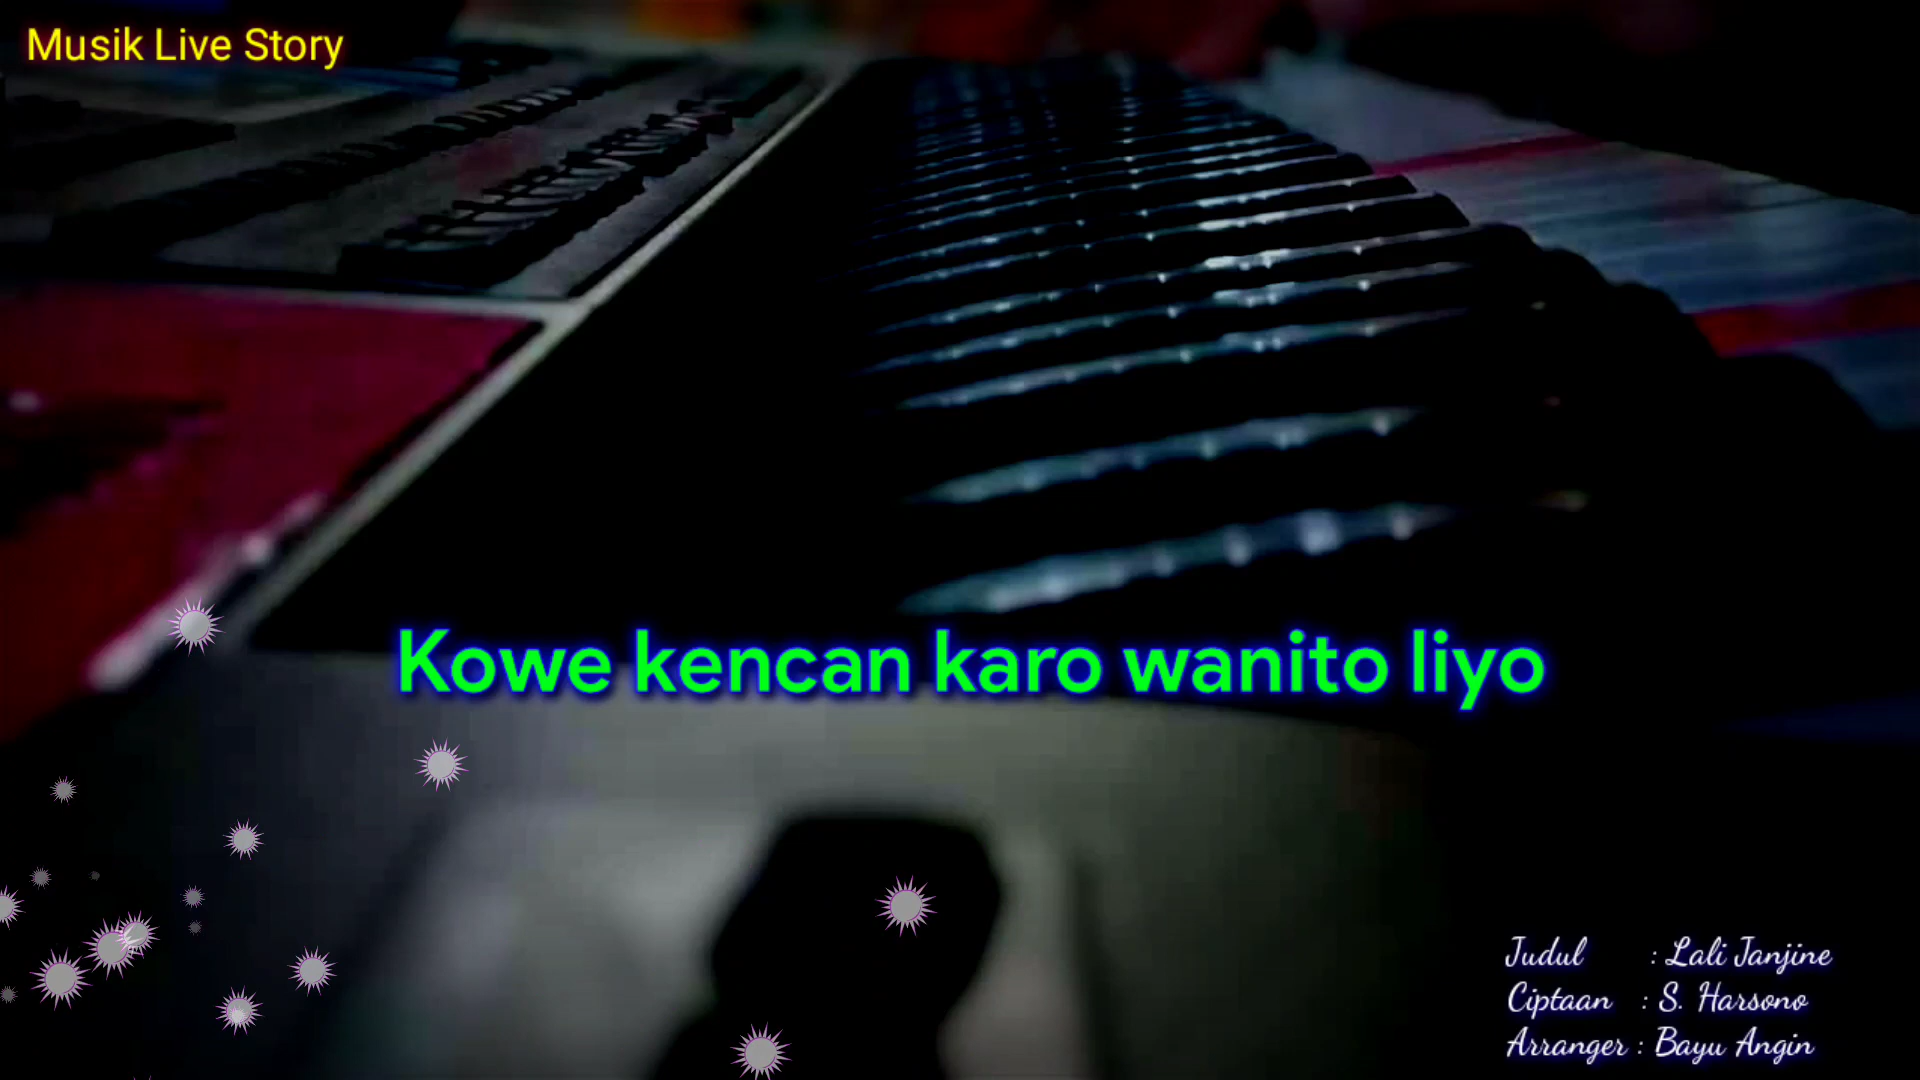 Musik Live Story
Kowe kencan karo wanito liyo
Judul : Lali Janjine
Ciptaan : S. Harsono
Arranger : Bayu Angin